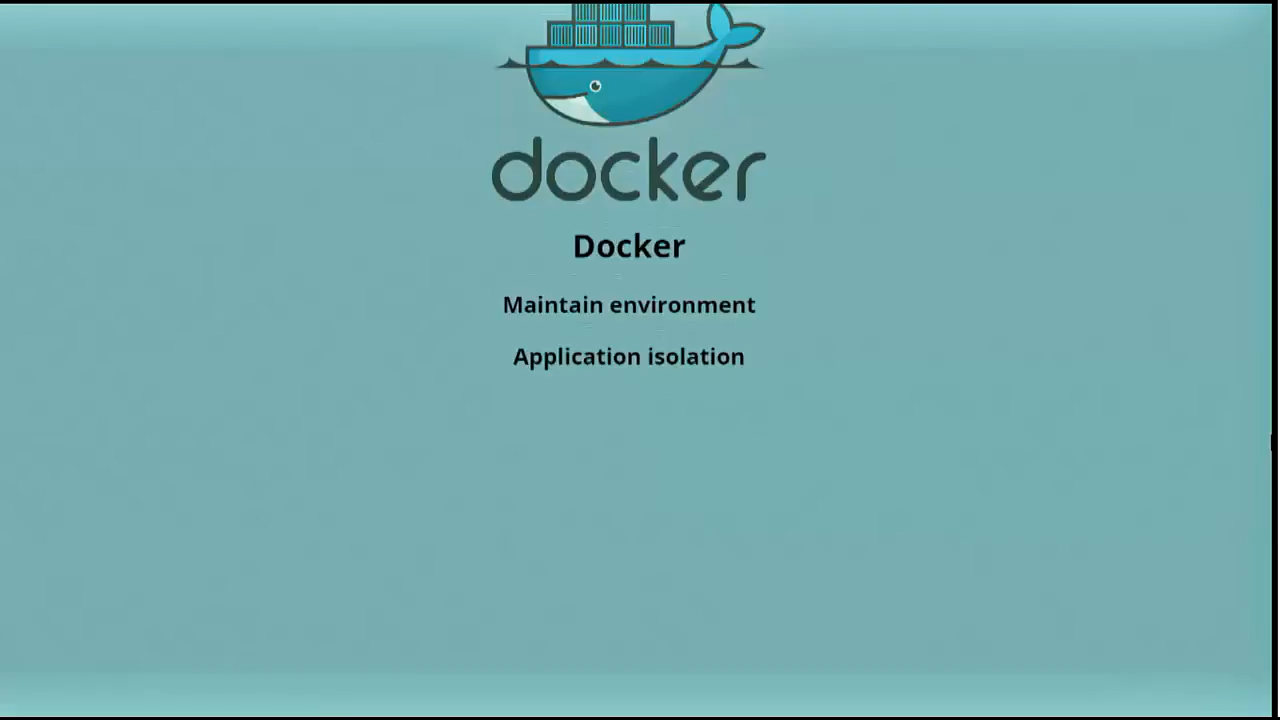 docker
Docker
Maintain environment
Application isolation